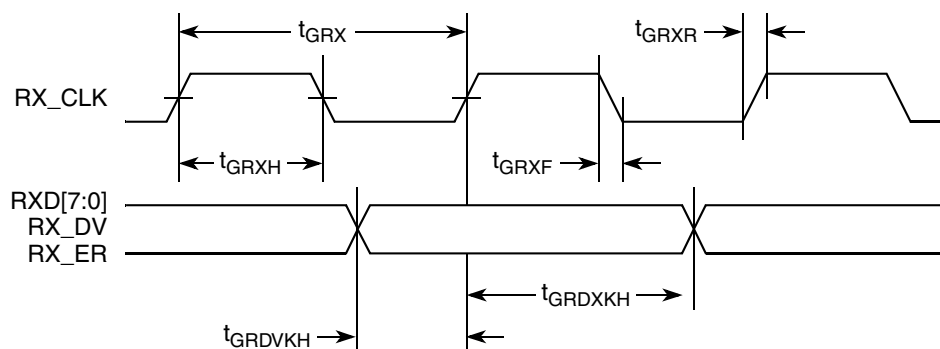 tGRX
tGRXR
RX_CLK
tGRXH
tGRXF
RXD[7:0]
RX_DV
RX_ER
tGRDXKH
tGRDVKH